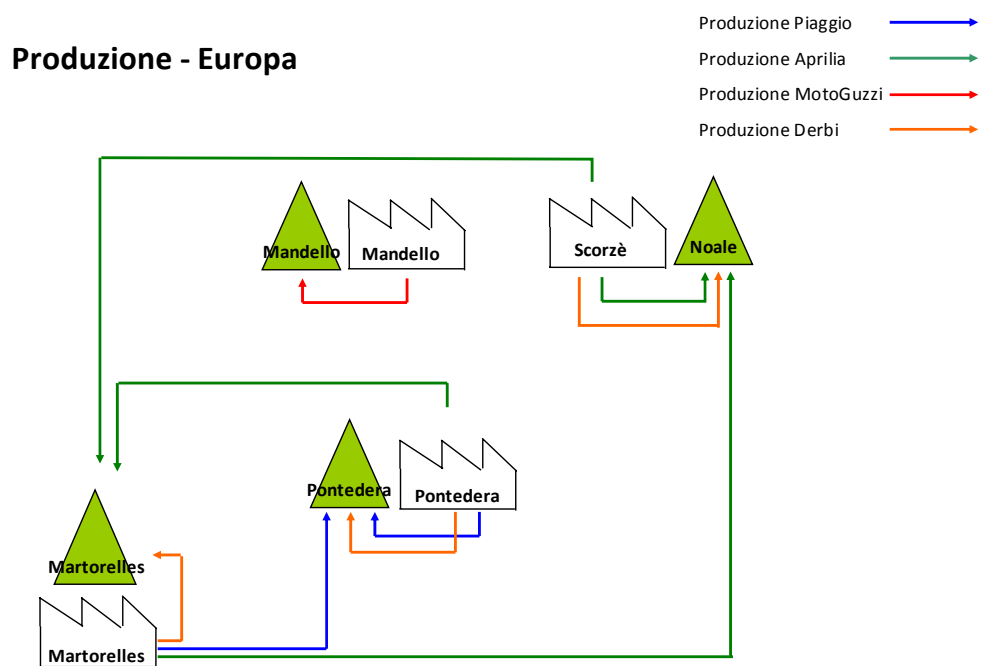 Produzione - Europa
Produzione Piaggio
Produzione Aprilia
Produzione MotoGuzzi
Produzione Derbi
Mandello
Mandello
Scorzè
Noale
Pontedera
Pontedera
Martorelles
Martorelles